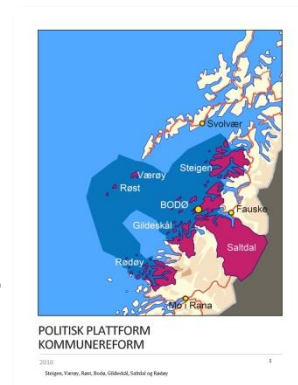 Svolvær
Steigen
Værøy
Røst
BODØ
Fauske
Gildeskål
Saltdal
Rødøy
Mo i Rana
POLITISK PLATTFORM
KOMMUNEREFORM
2016
Steigen, Værøy, Røst, Bodø, Gildeskål, Saltdal og Rødøy